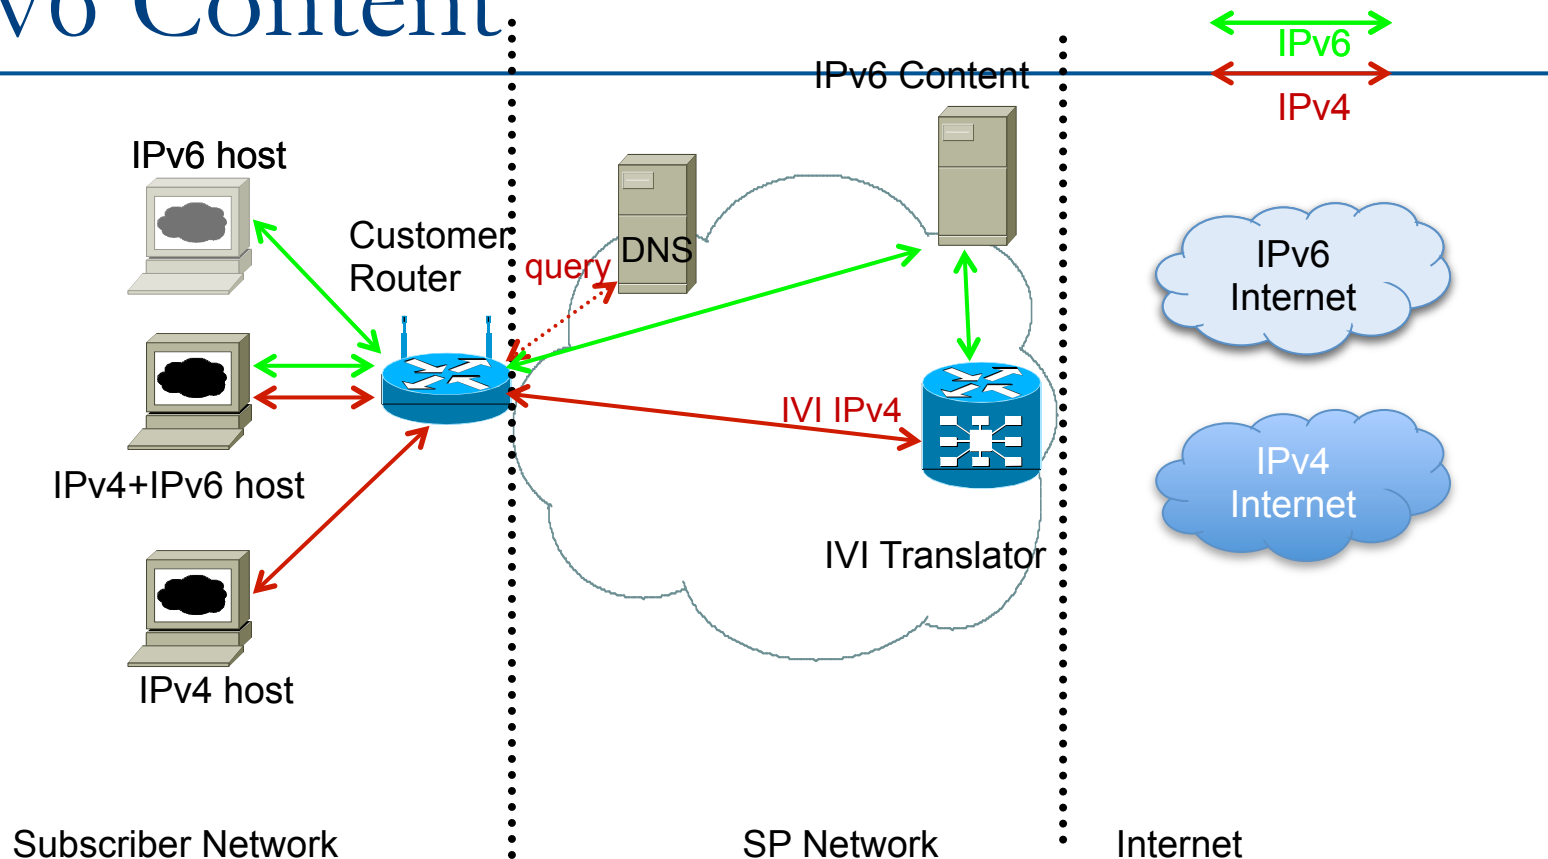 v6 Content
IPv6
IPv4
IPv6 Content
IPv6 host
Customer
Router
query
DNS
IPv6
Internet
IVI IPv4
IPv4+IPv6 host
IPv4
Internet
IVI Translator
IPv4 host
Subscriber Network
SP Network
Internet